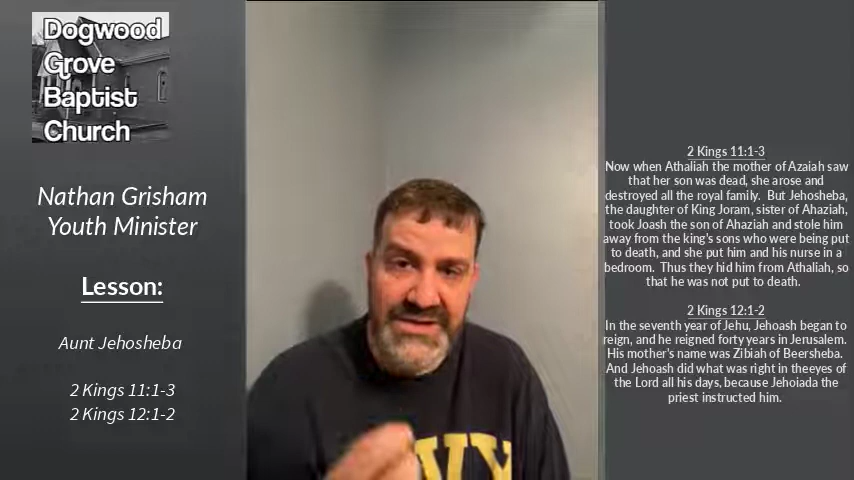 Dogwood
Grove
Baptist
Church
Nathan Grisham
Youth Minister
Lesson:
Aunt Jehosheba
2 Kings 11:1-3
2 Kings 12:1-2
VY
2 Kings 11:1-3
Now when Athaliah the mother of Azaiah saw
that her son was dead, she arose and
destroyed all the royal family.  But Jehosheba,
the daughter of King Joram, sister of Ahaziah,
took Joash the son of Ahaziah and stole him
away from the king's sons who were being put
to death, and she put him and his nurse in a
bedroom.  Thus they hid him from Athaliah, so
that he was not put to death.
2 Kings 12:1-2
In the seventh year of Jehu, Jehoash began to
reign, and he reigned forty years in Jerusalem.
His mother's name was Zibiah of Beersheba.
And Jehoash did what was right in theeyes of
the Lord all his days, because Jehoiada the
priest instructed him.